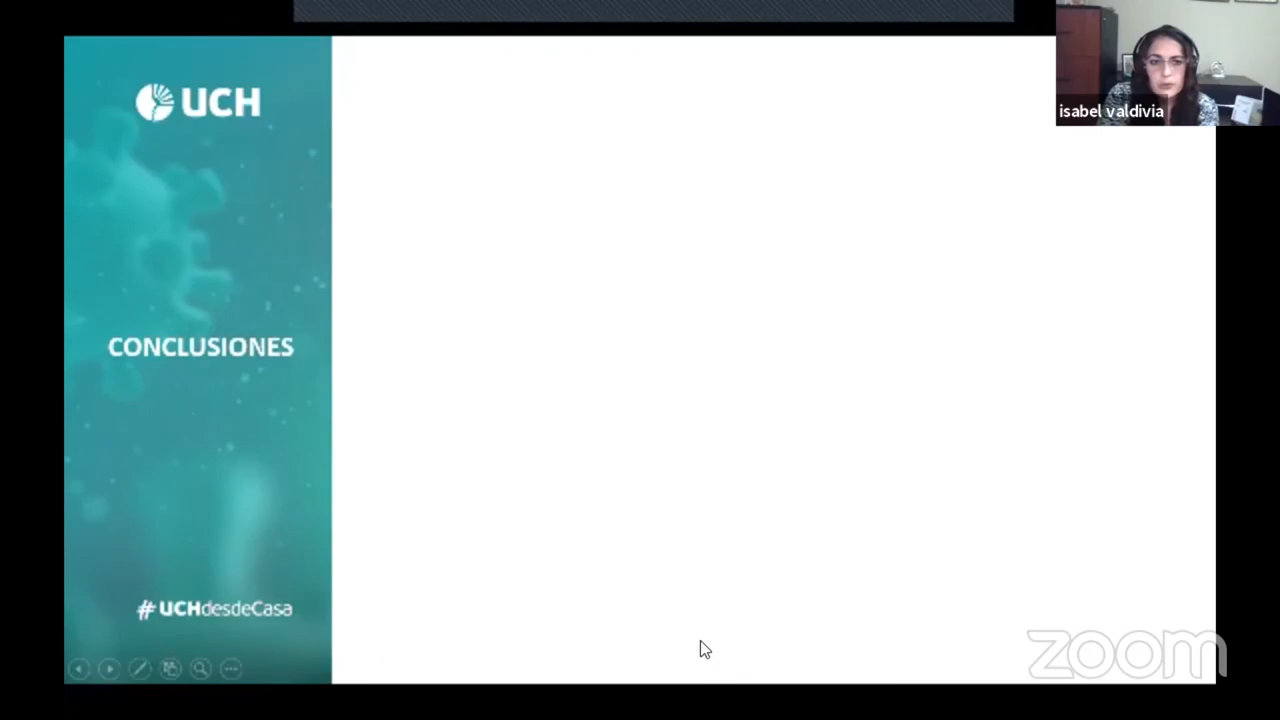 UCH
isabel valdivia
CONCLUSIONES
#UCHdesdeCasa
zoom